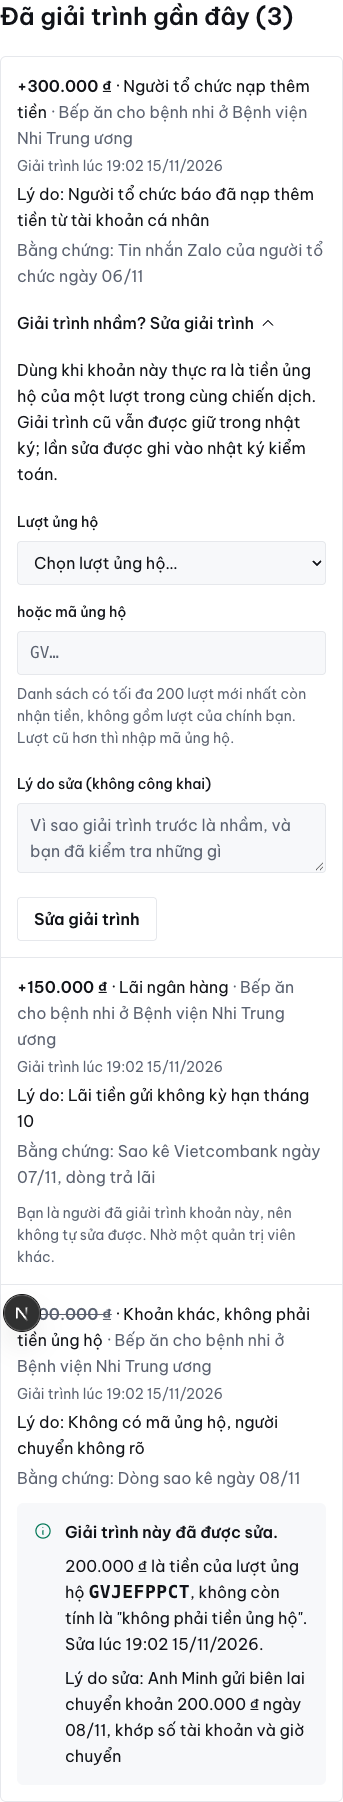 Đã giải trình gần đây (3)
+300.000 ₫ · Người tổ chức nạp thêm
tiền · Bếp ăn cho bệnh nhi ở Bệnh viện
Nhi Trung ương
Giải trình lúc 19:02 15/11/2026
Lý do: Người tổ chức báo đã nạp thêm
tiền từ tài khoản cá nhân
Bằng chứng: Tin nhắn Zalo của người tổ
chức ngày 06/11
Giải trình nhầm? Sửa giải trình
Dùng khi khoản này thực ra là tiền ủng
hộ của một lượt trong cùng chiến dịch.
Giải trình cũ vẫn được giữ trong nhật
ký; lần sửa được ghi vào nhật ký kiểm
toán.
Lượt ủng hộ
Chọn lượt ủng hộ...
hoặc mã ủng hộ
GV…
Danh sách có tối đa 200 lượt mới nhất còn
nhận tiền, không gồm lượt của chính bạn.
Lượt cũ hơn thì nhập mã ủng hộ.
Lý do sửa (không công khai)
Vì sao giải trình trước là nhầm, và
bạn đã kiểm tra những gì
Sửa giải trình
+150.000 ₫ · Lãi ngân hàng · Bếp ăn
cho bệnh nhi ở Bệnh viện Nhi Trung
ương
Giải trình lúc 19:02 15/11/2026
Lý do: Lãi tiền gửi không kỳ hạn tháng
10
Bằng chứng: Sao kê Vietcombank ngày
07/11, dòng trả lãi
Bạn là người đã giải trình khoản này, nên
không tự sửa được. Nhờ một quản trị viên
khác.
00.000 ₫ · Khoản khác, không phải
tiền ủng hộ · Bếp ăn cho bệnh nhi ở
Bệnh viện Nhi Trung ương
Giải trình lúc 19:02 15/11/2026
Lý do: Không có mã ủng hộ, người
chuyển không rõ
Bằng chứng: Dòng sao kê ngày 08/11
Giải trình này đã được sửa.
200.000 ₫ là tiền của lượt ủng
hộ GVJEFPPCT, không còn
tính là "không phải tiền ủng hộ".
Sửa lúc 19:02 15/11/2026.
Lý do sửa: Anh Minh gửi biên lai
chuyển khoản 200.000 ₫ ngày
08/11, khớp số tài khoản và giờ
chuyển